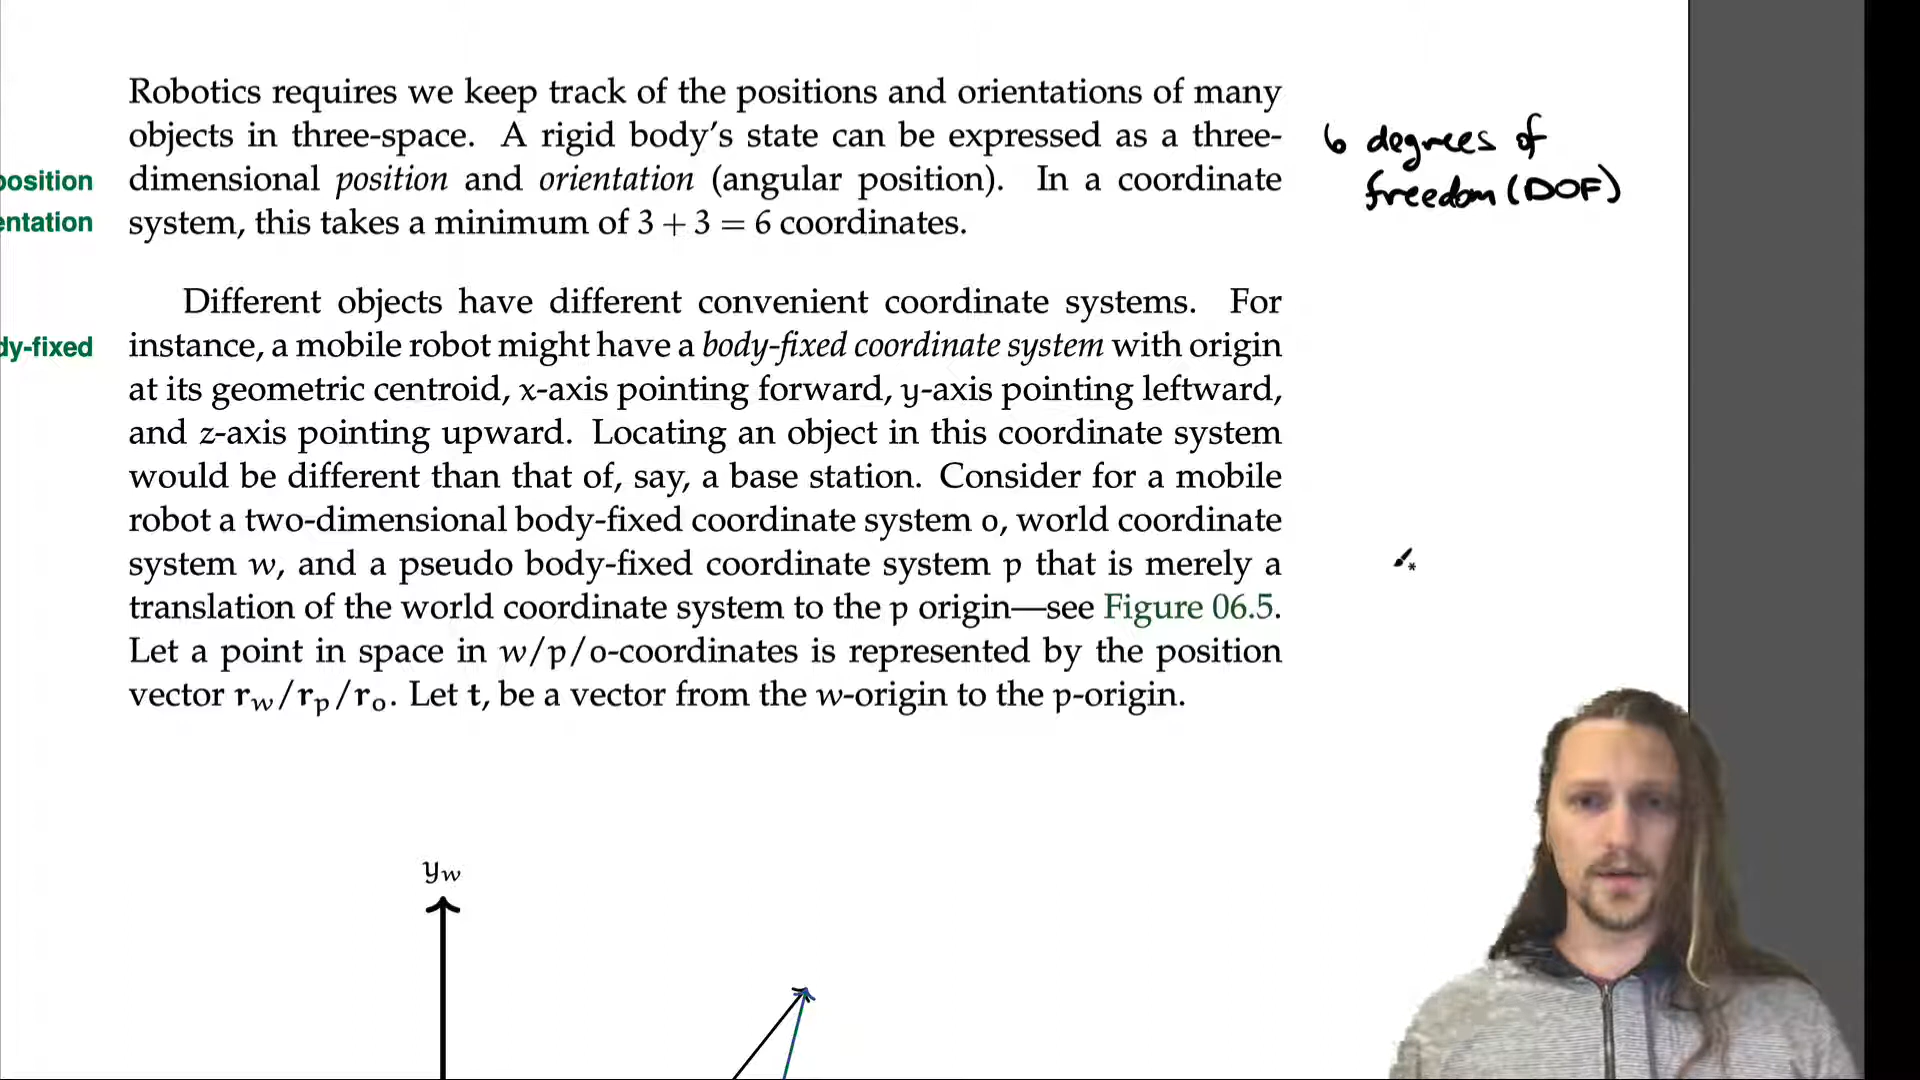 Robotics requires we keep track of the positions and orientations of many
objects in three-space. A rigid body's state can be expressed as a three-
dimensional position and orientation (angular position). In a coordinate
system, this takes a minimum of 3 + 3 = 6 coordinates.
6 degrees of
freedom (DOF)
position
entation
Different objects have different convenient coordinate systems. For
instance, a mobile robot might have a body-fixed coordinate system with origin
at its geometric centroid, x-axis pointing forward, y-axis pointing leftward,
and z-axis pointing upward. Locating an object in this coordinate system
would be different than that of, say, a base station. Consider for a mobile
robot a two-dimensional body-fixed coordinate system o, world coordinate
system w, and a pseudo body-fixed coordinate system p that is merely a
translation of the world coordinate system to the p origin—see Figure 06.5.
Let a point in space in w/p/o-coordinates is represented by the position
vector r_w/r_p/r_o. Let t, be a vector from the w-origin to the p-origin.
dy-fixed
y_w